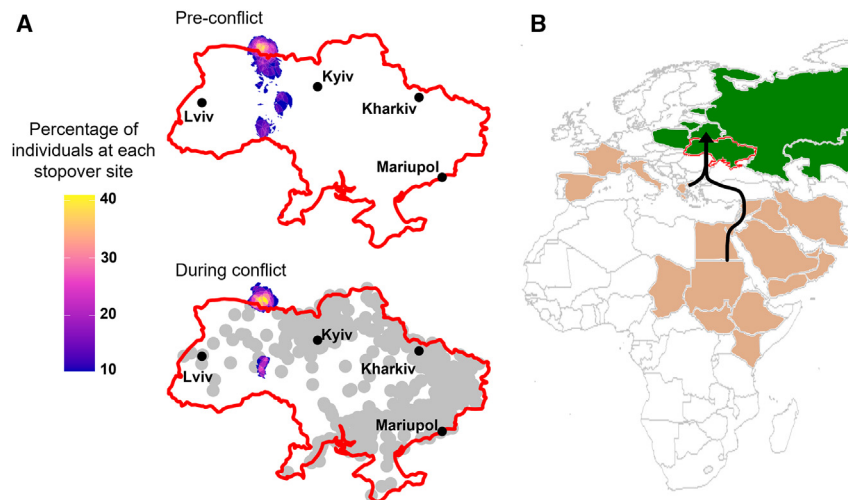 A
Pre-conflict
Kyiv
Lviv
Kharkiv
Mariupol
Percentage of
individuals at each
stopover site
40
30
20
10
During conflict
Kyiv
Lviv
Kharkiv
Mariupol
B